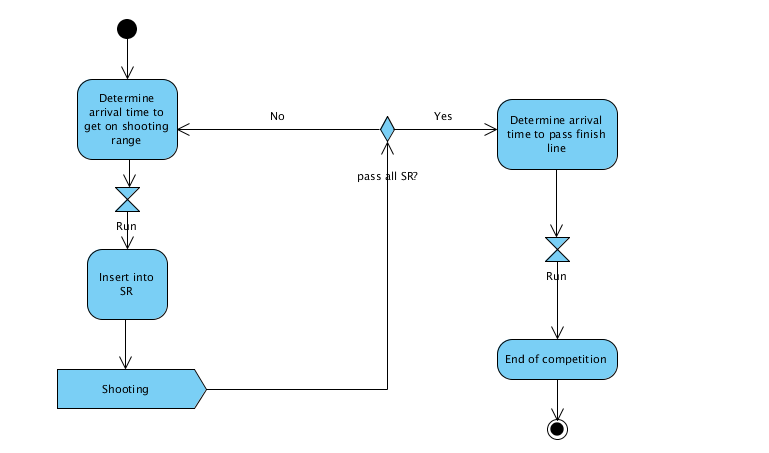 Determine
arrival time to
get on shooting
range
No
Yes
Determine arrival
time to pass finish
line
pass all SR?
Run
Insert into
SR
Run
End of competition
Shooting